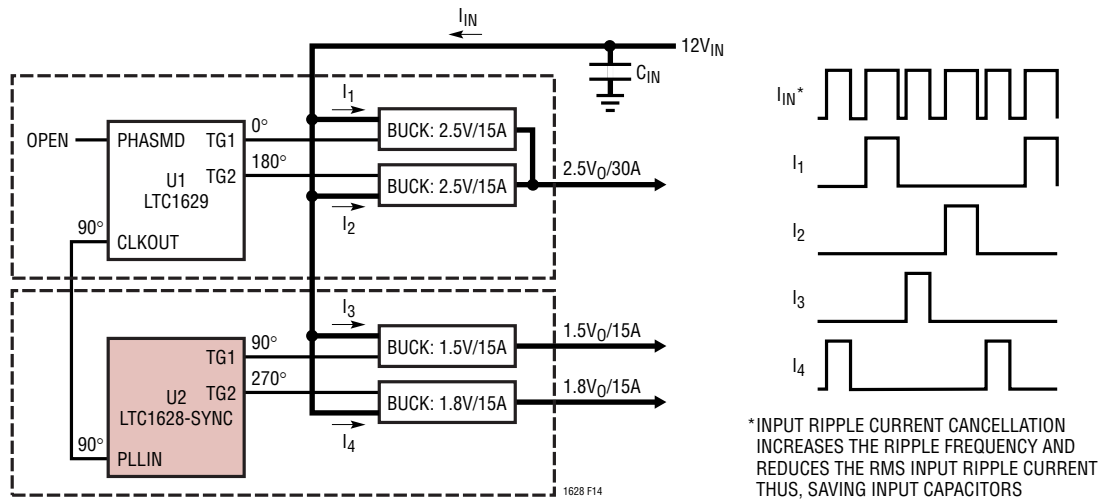 IIN
12VIN
CIN
I1
BUCK: 2.5V/15A
OPEN
PHASMD
TG1
0°
U1
LTC1629
TG2
180°
BUCK: 2.5V/15A
2.5VO/30A
I2
90°
CLKOUT
I3
BUCK: 1.5V/15A
1.5VO/15A
TG1
90°
U2
LTC1628-SYNC
TG2
270°
BUCK: 1.8V/15A
1.8VO/15A
I4
90°
PLLIN
1628 F14
IIN*
I1
I2
I3
I4
*INPUT RIPPLE CURRENT CANCELLATION
INCREASES THE RIPPLE FREQUENCY AND
REDUCES THE RMS INPUT RIPPLE CURRENT
THUS, SAVING INPUT CAPACITORS